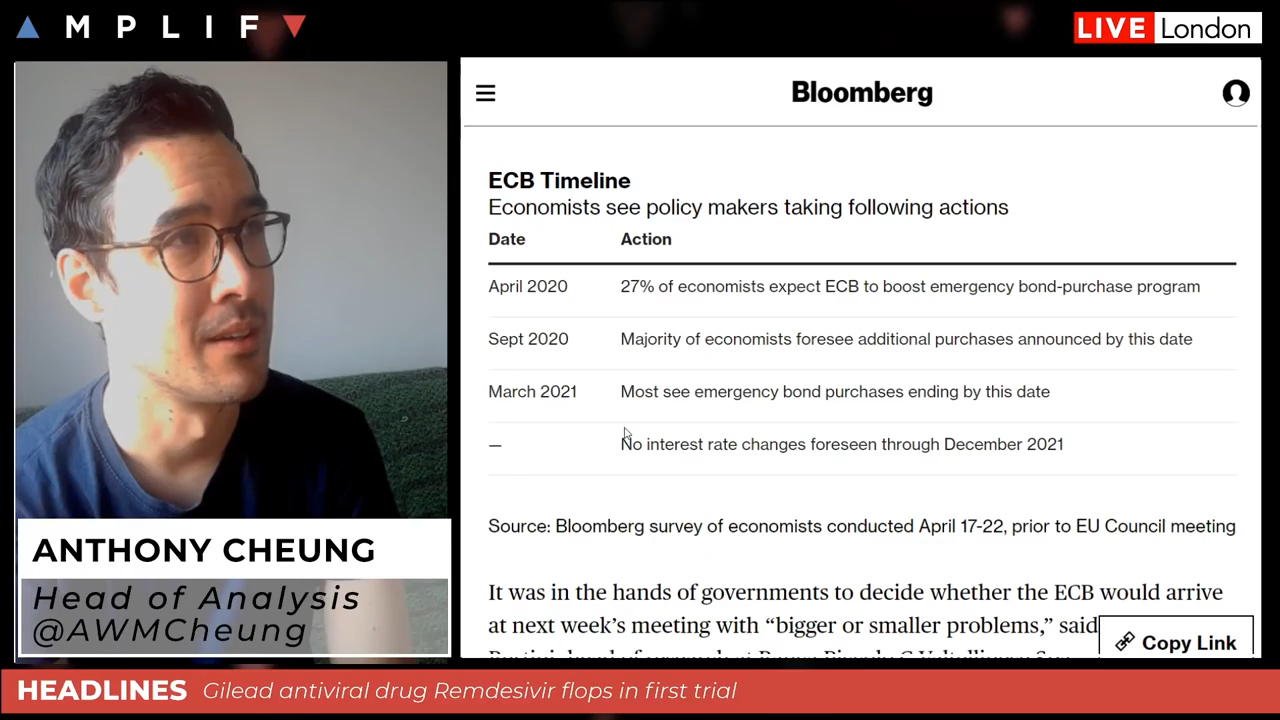 AMPLIFY
LIVE London
Bloomberg
ECB Timeline
Economists see policy makers taking following actions
Date Action
April 2020 27% of economists expect ECB to boost emergency bond-purchase program
Sept 2020 Majority of economists foresee additional purchases announced by this date
March 2021 Most see emergency bond purchases ending by this date
— No interest rate changes foreseen through December 2021
Source: Bloomberg survey of economists conducted April 17-22, prior to EU Council meeting
It was in the hands of governments to decide whether the ECB would arrive
at next week’s meeting with “bigger or smaller problems,” said
Copy Link
ANTHONY CHEUNG
Head of Analysis
@AWMCheung
HEADLINES Gilead antiviral drug Remdesivir flops in first trial